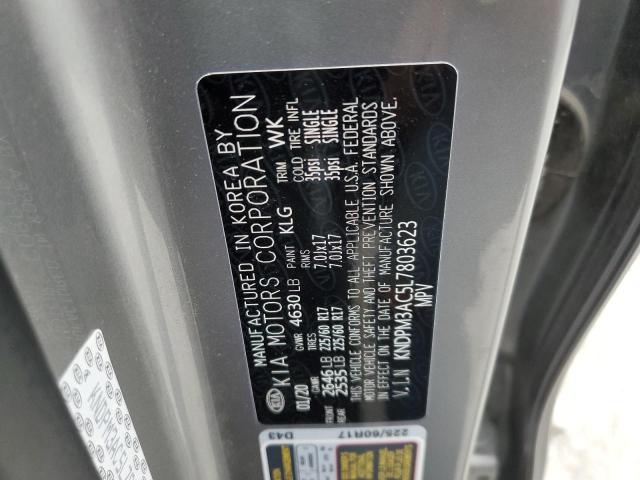 MANUFACTURED IN KOREA BY
KIA MOTORS CORPORATION
01/20 GVWR 4630 LB PAINT KLG TRIM WK
GAWR TIRES RIMS COLD TIRE INFL
FRONT 2646 LB 225/60 R17 7.0Jx17 35psi SINGLE
REAR 2535 LB 225/60 R17 7.0Jx17 35psi SINGLE
THIS VEHICLE CONFORMS TO ALL APPLICABLE U.S.A. FEDERAL
MOTOR VEHICLE SAFETY AND THEFT PREVENTION STANDARDS
IN EFFECT ON THE DATE OF MANUFACTURE SHOWN ABOVE.
V.I.N KNDPM3AC5L7803623
MPV
KIA
D43 225/60R17